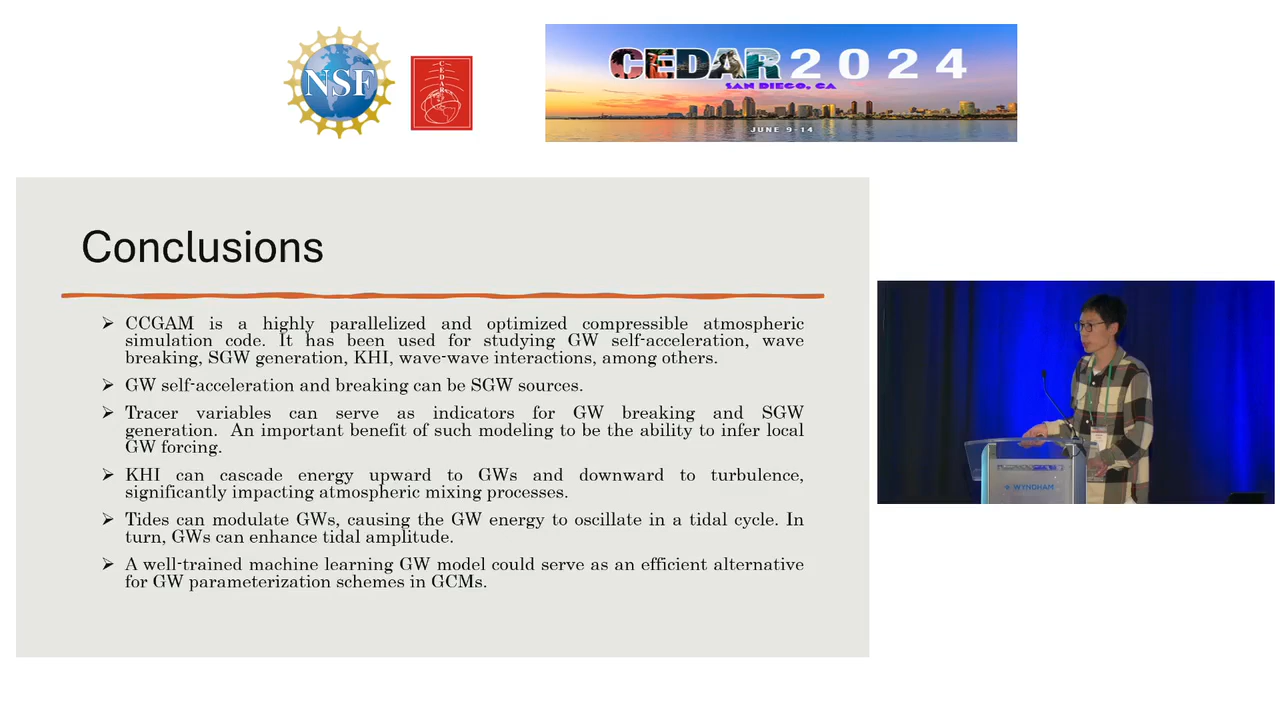 NSF
CEDAR
CEDAR 2024
SAN DIEGO, CA
JUNE 9-14
Conclusions
➢ CCGAM is a highly parallelized and optimized compressible atmospheric
simulation code. It has been used for studying GW self-acceleration, wave
breaking, SGW generation, KHI, wave-wave interactions, among others.
➢ GW self-acceleration and breaking can be SGW sources.
➢ Tracer variables can serve as indicators for GW breaking and SGW
generation. An important benefit of such modeling to be the ability to infer local
GW forcing.
➢ KHI can cascade energy upward to GWs and downward to turbulence,
significantly impacting atmospheric mixing processes.
➢ Tides can modulate GWs, causing the GW energy to oscillate in a tidal cycle. In
turn, GWs can enhance tidal amplitude.
➢ A well-trained machine learning GW model could serve as an efficient alternative
for GW parameterization schemes in GCMs.
WYNDHAM